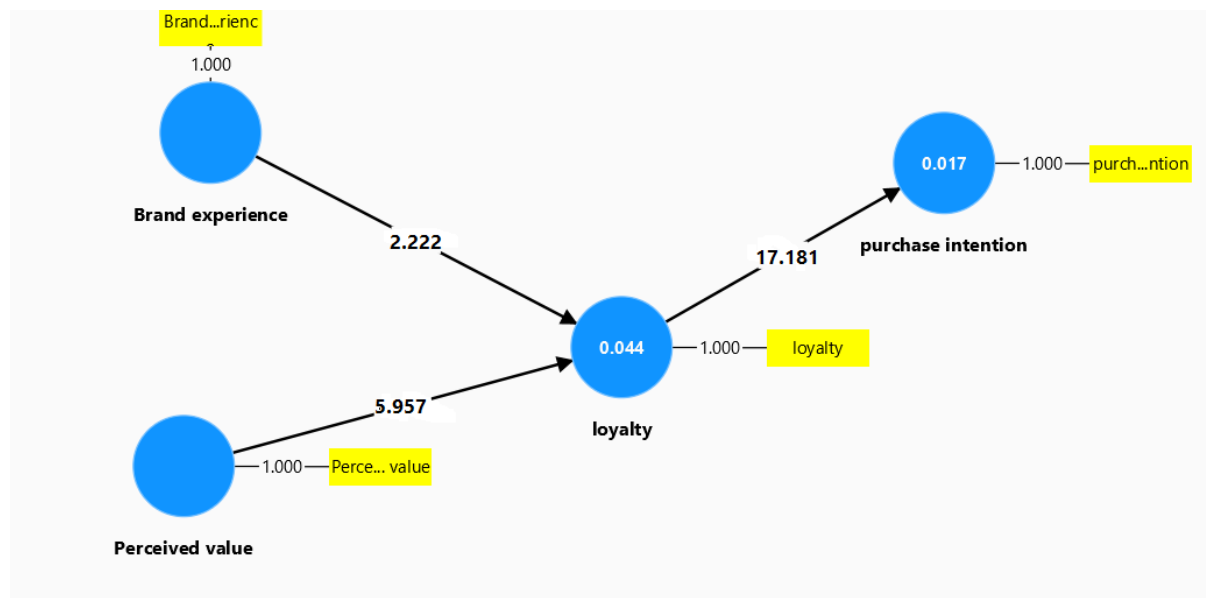 Brand...rienc
1.000
Brand experience
2.222
0.017
1.000
purch...ntion
purchase intention
17.181
0.044
1.000
loyalty
loyalty
5.957
1.000
Perce... value
Perceived value